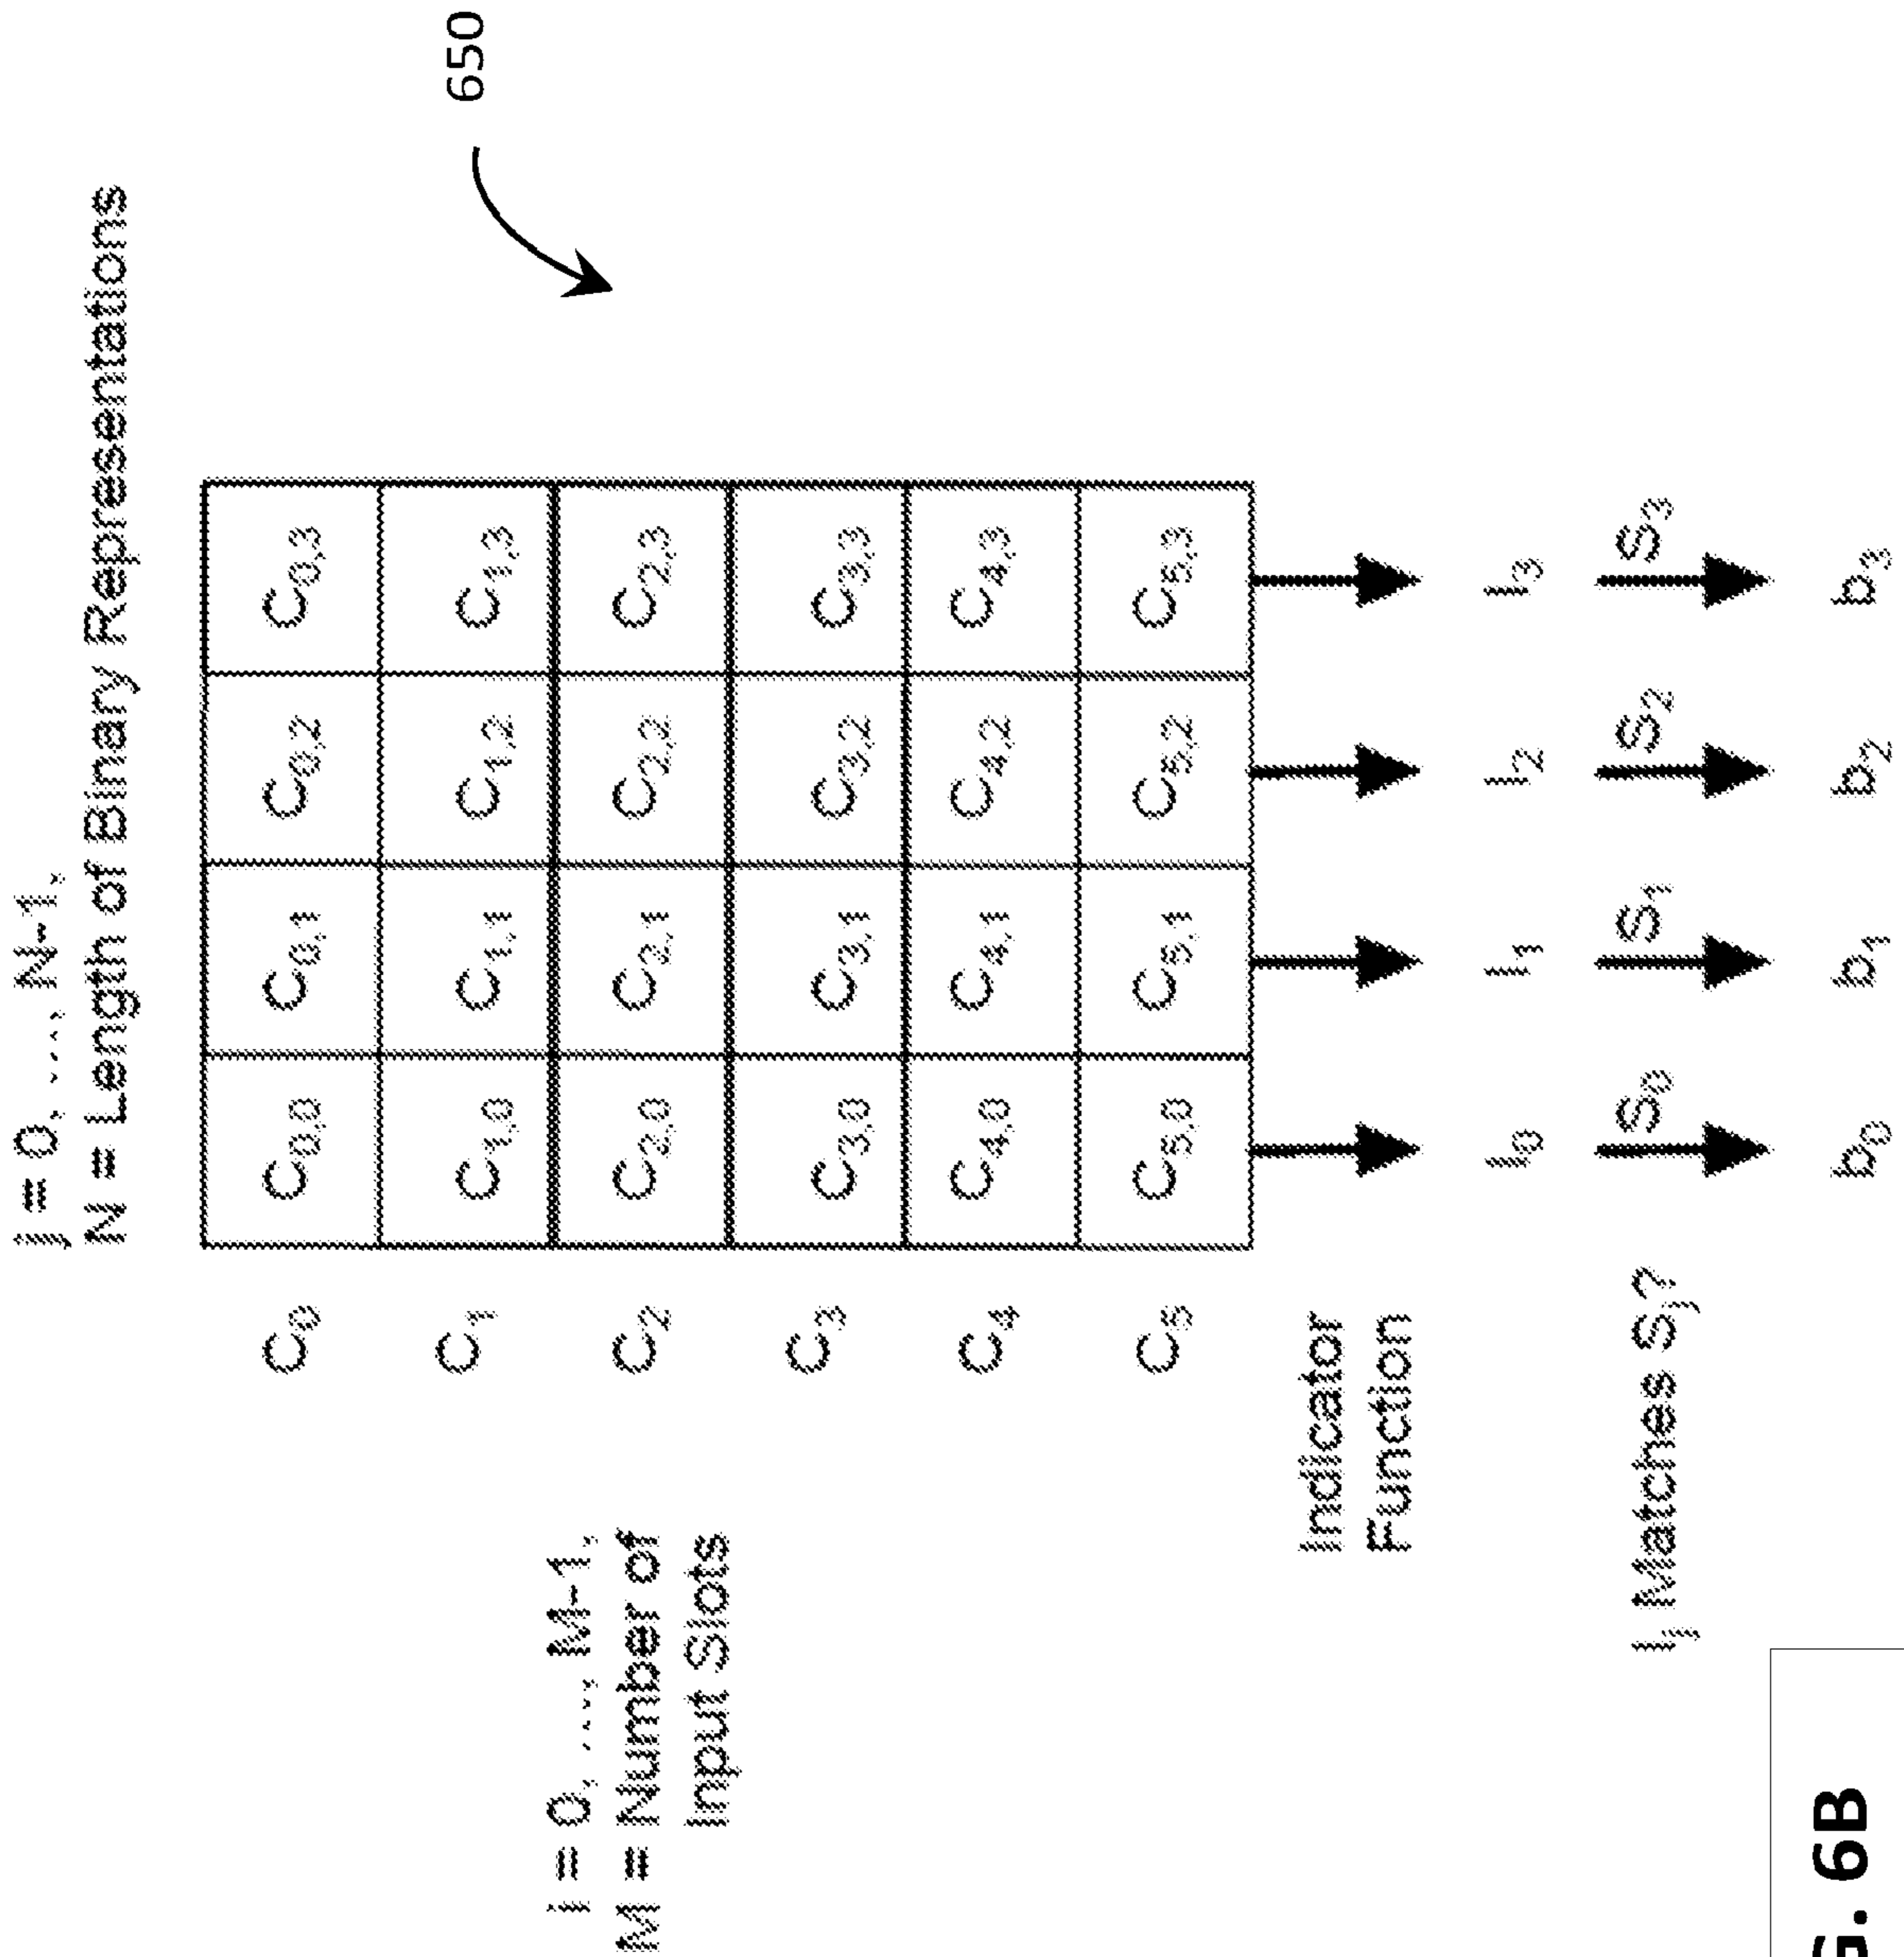 j = 0, ..., N-1,
N = Length of Binary Representations
650
i = 0, ..., M-1,
M = Number of
Input Slots
C₀ C₀,₀ C₀,₁ C₀,₂ C₀,₃
C₁ C₁,₀ C₁,₁ C₁,₂ C₁,₃
C₂ C₂,₀ C₂,₁ C₂,₂ C₂,₃
C₃ C₃,₀ C₃,₁ C₃,₂ C₃,₃
C₄ C₄,₀ C₄,₁ C₄,₂ C₄,₃
C₅ C₅,₀ C₅,₁ C₅,₂ C₅,₃
Indicator
Function
I₀ I₁ I₂ I₃
Iⱼ Matches Sⱼ? S₀ S₁ S₂ S₃
b₀ b₁ b₂ b₃
G. 6B